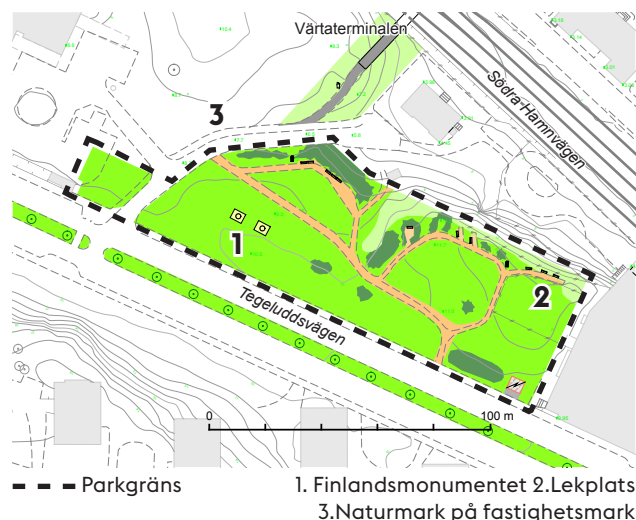 Värtaterminalen
Södra Hamnvägen
3
1
2
Tegeluddsvägen
0 100 m
Parkgräns 1. Finlandsmonumentet 2.Lekplats
3.Naturmark på fastighetsmark